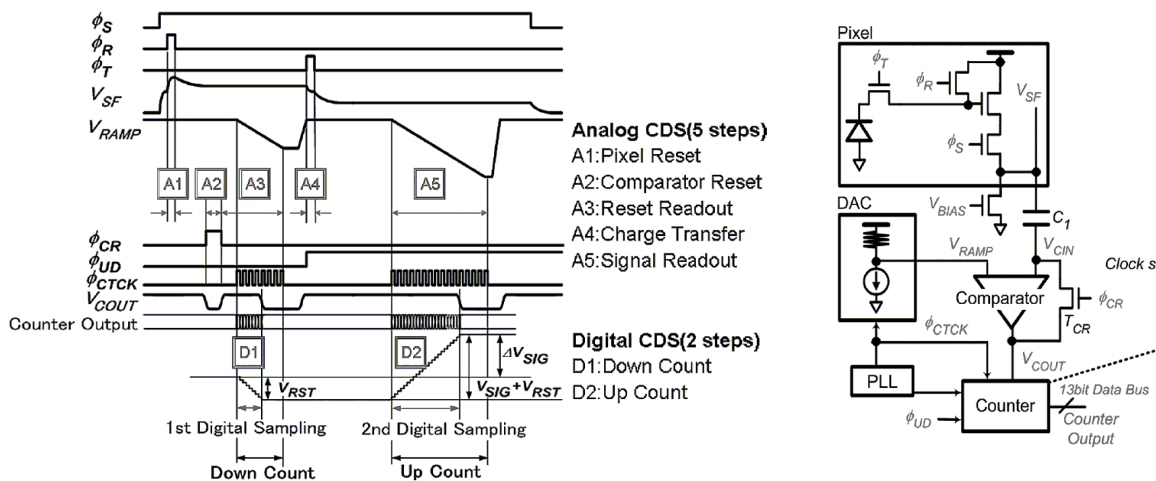 ϕS
ϕR
ϕT
VSF
VRAMP
A1
A2
A3
A4
A5
ϕCR
ϕUD
ϕCTCK
VCOUT
Counter Output
D1
D2
VRST
ΔVSIG
VSIG+VRST
1st Digital Sampling
2nd Digital Sampling
Down Count
Up Count
Analog CDS(5 steps)
A1:Pixel Reset
A2:Comparator Reset
A3:Reset Readout
A4:Charge Transfer
A5:Signal Readout
Digital CDS(2 steps)
D1:Down Count
D2:Up Count
Pixel
ϕT
ϕR
VSF
ϕS
VBIAS
C1
DAC
VRAMP
VCIN
Clock s
Comparator
ϕCR
TCR
ϕCTCK
VCOUT
PLL
13bit Data Bus
Counter
ϕUD
Counter
Output